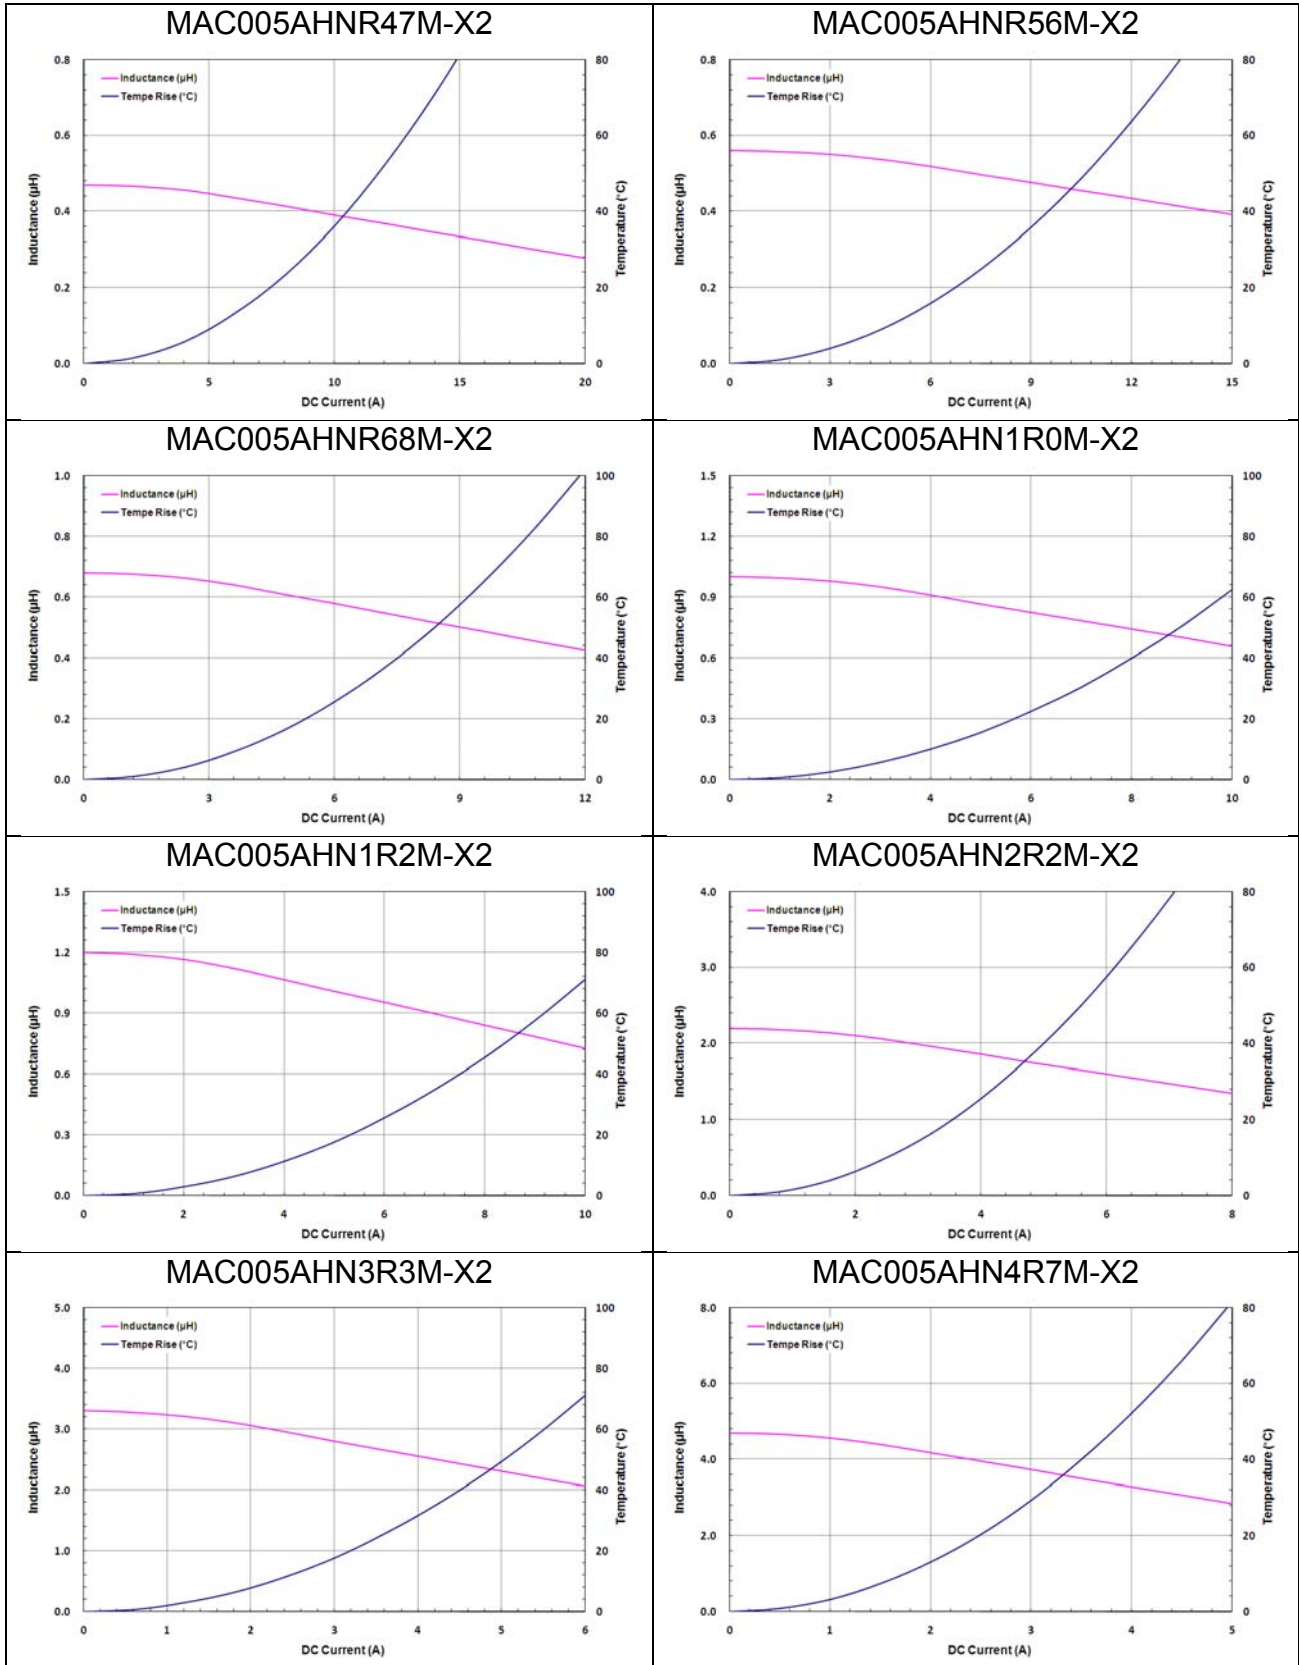 MAC005AHNR47M-X2
Inductance (µH)
Tempe Rise (°C)
0.8
0.6
0.4
0.2
0.0
80
60
40
20
0
0 5 10 15 20
Inductance (µH)
Temperature (°C)
DC Current (A)
MAC005AHNR56M-X2
Inductance (µH)
Tempe Rise (°C)
0.8
0.6
0.4
0.2
0.0
80
60
40
20
0
0 3 6 9 12 15
Inductance (µH)
Temperature (°C)
DC Current (A)
MAC005AHNR68M-X2
Inductance (µH)
Tempe Rise (°C)
1.0
0.8
0.6
0.4
0.2
0.0
100
80
60
40
20
0
0 3 6 9 12
Inductance (µH)
Temperature (°C)
DC Current (A)
MAC005AHN1R0M-X2
Inductance (µH)
Tempe Rise (°C)
1.5
1.2
0.9
0.6
0.3
0.0
100
80
60
40
20
0
0 2 4 6 8 10
Inductance (µH)
Temperature (°C)
DC Current (A)
MAC005AHN1R2M-X2
Inductance (µH)
Tempe Rise (°C)
1.5
1.2
0.9
0.6
0.3
0.0
100
80
60
40
20
0
0 2 4 6 8 10
Inductance (µH)
Temperature (°C)
DC Current (A)
MAC005AHN2R2M-X2
Inductance (µH)
Tempe Rise (°C)
4.0
3.0
2.0
1.0
0.0
80
60
40
20
0
0 2 4 6 8
Inductance (µH)
Temperature (°C)
DC Current (A)
MAC005AHN3R3M-X2
Inductance (µH)
Tempe Rise (°C)
5.0
4.0
3.0
2.0
1.0
0.0
100
80
60
40
20
0
0 1 2 3 4 5 6
Inductance (µH)
Temperature (°C)
DC Current (A)
MAC005AHN4R7M-X2
Inductance (µH)
Tempe Rise (°C)
8.0
6.0
4.0
2.0
0.0
80
60
40
20
0
0 1 2 3 4 5
Inductance (µH)
Temperature (°C)
DC Current (A)